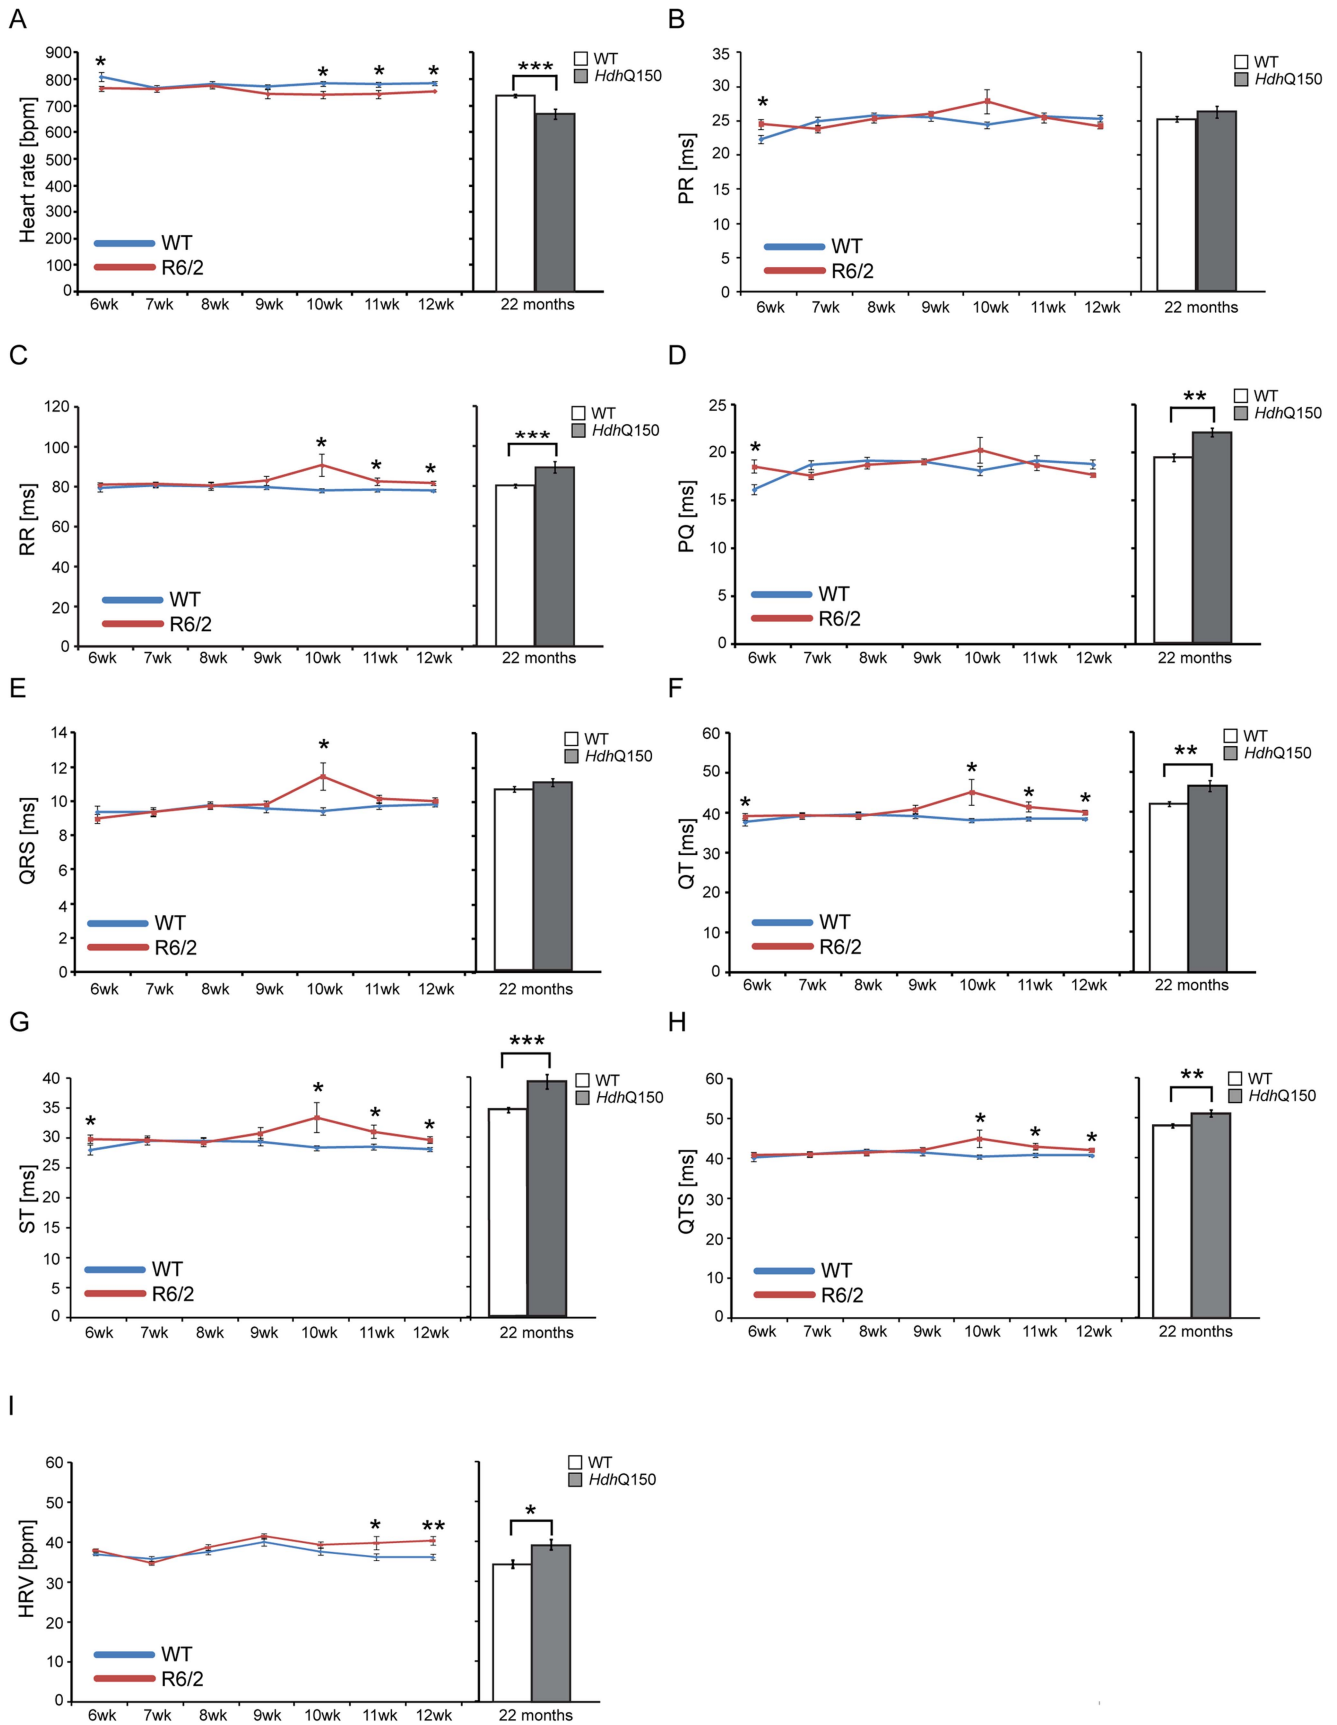 A
Heart rate [bpm]
900
800
700
600
500
400
300
200
100
0
*
*
*
*
***
WT
HdhQ150
WT
R6/2
6wk 7wk 8wk 9wk 10wk 11wk 12wk
22 months
B
PR [ms]
35
30
25
20
15
10
5
0
*
WT
HdhQ150
WT
R6/2
6wk 7wk 8wk 9wk 10wk 11wk 12wk
22 months
C
RR [ms]
120
100
80
60
40
20
0
*
*
*
***
WT
HdhQ150
WT
R6/2
6wk 7wk 8wk 9wk 10wk 11wk 12wk
22 months
D
PQ [ms]
25
20
15
10
5
0
*
**
WT
HdhQ150
WT
R6/2
6wk 7wk 8wk 9wk 10wk 11wk 12wk
22 months
E
QRS [ms]
14
12
10
8
6
4
2
0
*
WT
HdhQ150
WT
R6/2
6wk 7wk 8wk 9wk 10wk 11wk 12wk
22 months
F
QT [ms]
60
50
40
30
20
10
0
*
*
*
*
**
WT
HdhQ150
WT
R6/2
6wk 7wk 8wk 9wk 10wk 11wk 12wk
22 months
G
ST [ms]
40
35
30
25
20
15
10
5
0
*
*
*
*
***
WT
HdhQ150
WT
R6/2
6wk 7wk 8wk 9wk 10wk 11wk 12wk
22 months
H
QTS [ms]
60
50
40
30
20
10
0
*
*
*
**
WT
HdhQ150
WT
R6/2
6wk 7wk 8wk 9wk 10wk 11wk 12wk
22 months
I
HRV [bpm]
60
50
40
30
20
10
0
*
**
*
WT
HdhQ150
WT
R6/2
6wk 7wk 8wk 9wk 10wk 11wk 12wk
22 months